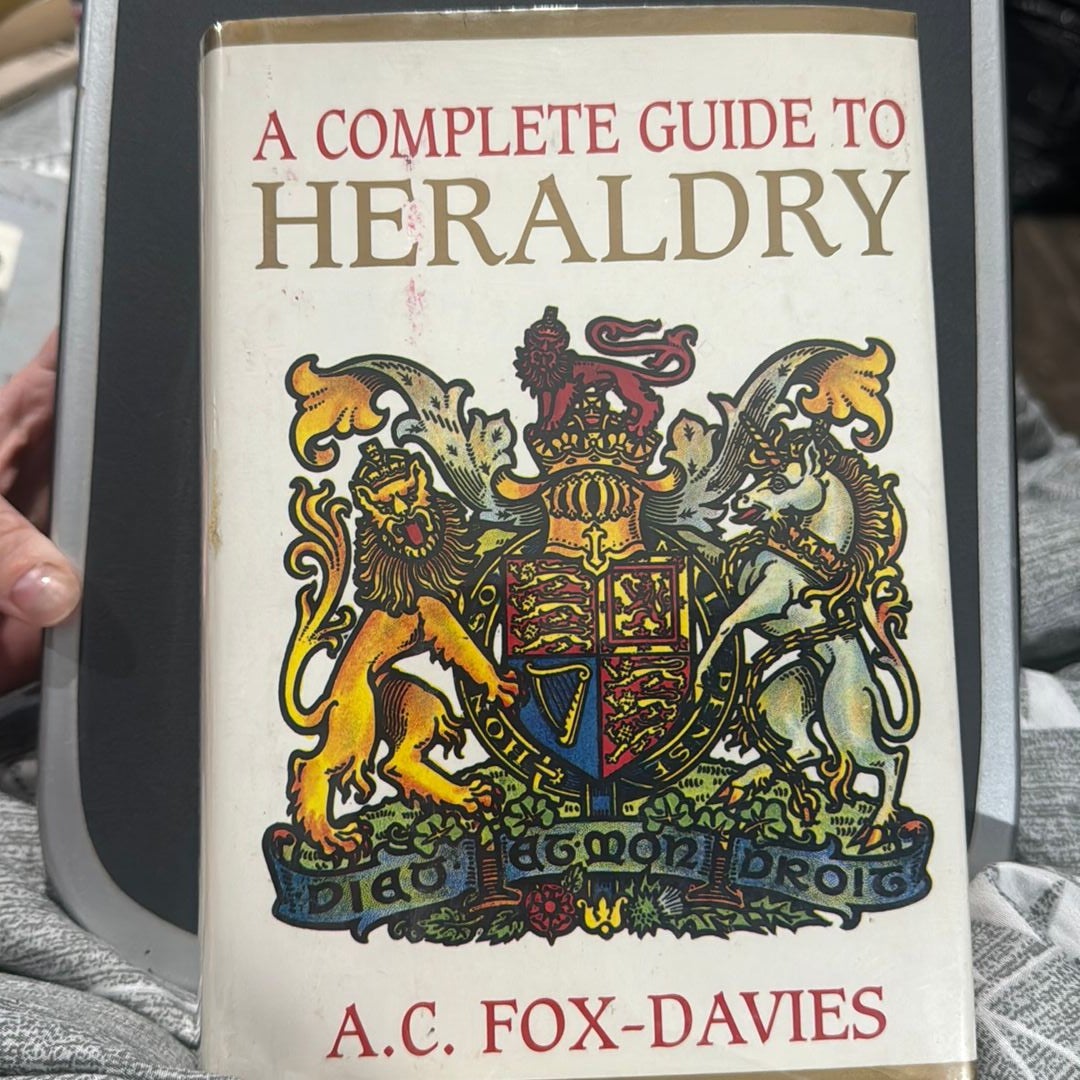 A COMPLETE GUIDE TO
HERALDRY
DIEU ET MON DROIT
A.C. FOX-DAVIES